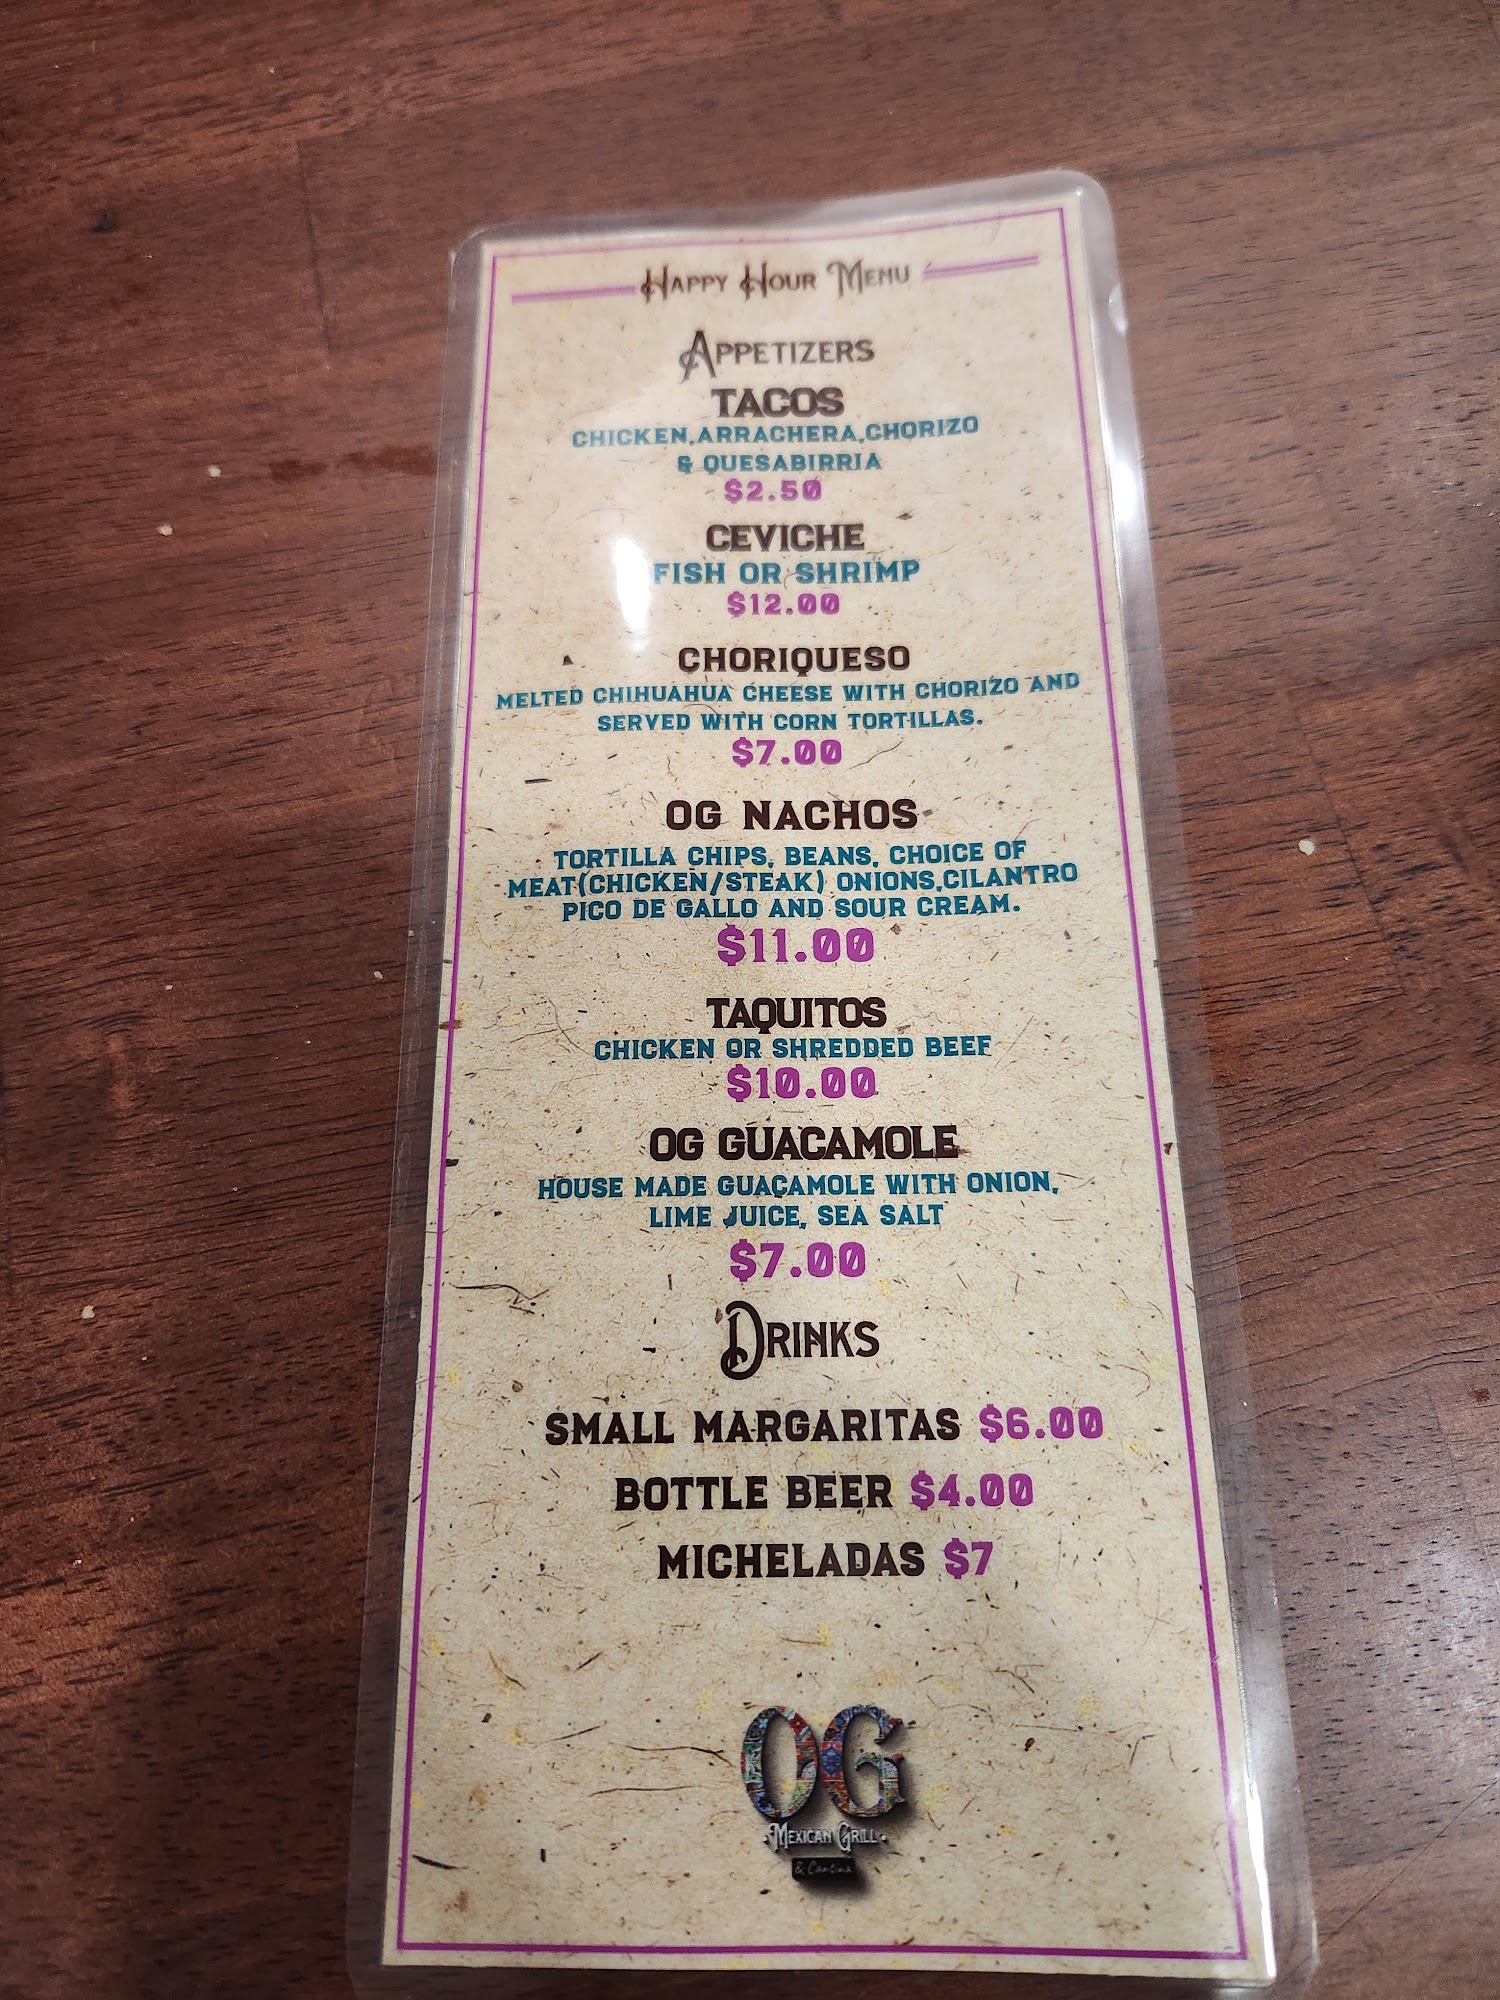 Happy Hour Menu
Appetizers
TACOS
CHICKEN,ARRACHERA,CHORIZO
& QUESABIRRIA
$2.50
CEVICHE
FISH OR SHRIMP
$12.00
CHORIQUESO
MELTED CHIHUAHUA CHEESE WITH CHORIZO AND
SERVED WITH CORN TORTILLAS.
$7.00
OG NACHOS
TORTILLA CHIPS, BEANS, CHOICE OF
MEAT(CHICKEN/STEAK) ONIONS,CILANTRO
PICO DE GALLO AND SOUR CREAM.
$11.00
TAQUITOS
CHICKEN OR SHREDDED BEEF
$10.00
OG GUACAMOLE
HOUSE MADE GUACAMOLE WITH ONION,
LIME JUICE, SEA SALT
$7.00
Drinks
SMALL MARGARITAS $6.00
BOTTLE BEER $4.00
MICHELADAS $7
OG
Mexican Grill
& Cantina